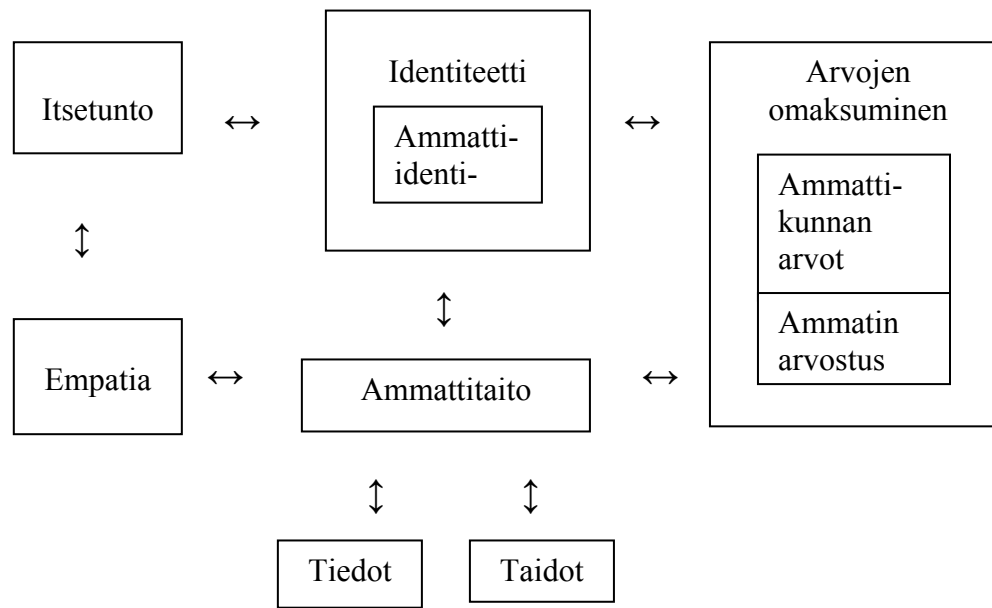 Itsetunto
Identiteetti
Ammatti-
identi-
Arvojen
omaksuminen
Ammatti-
kunnan
arvot
Ammatin
arvostus
Empatia
Ammattitaito
Tiedot
Taidot